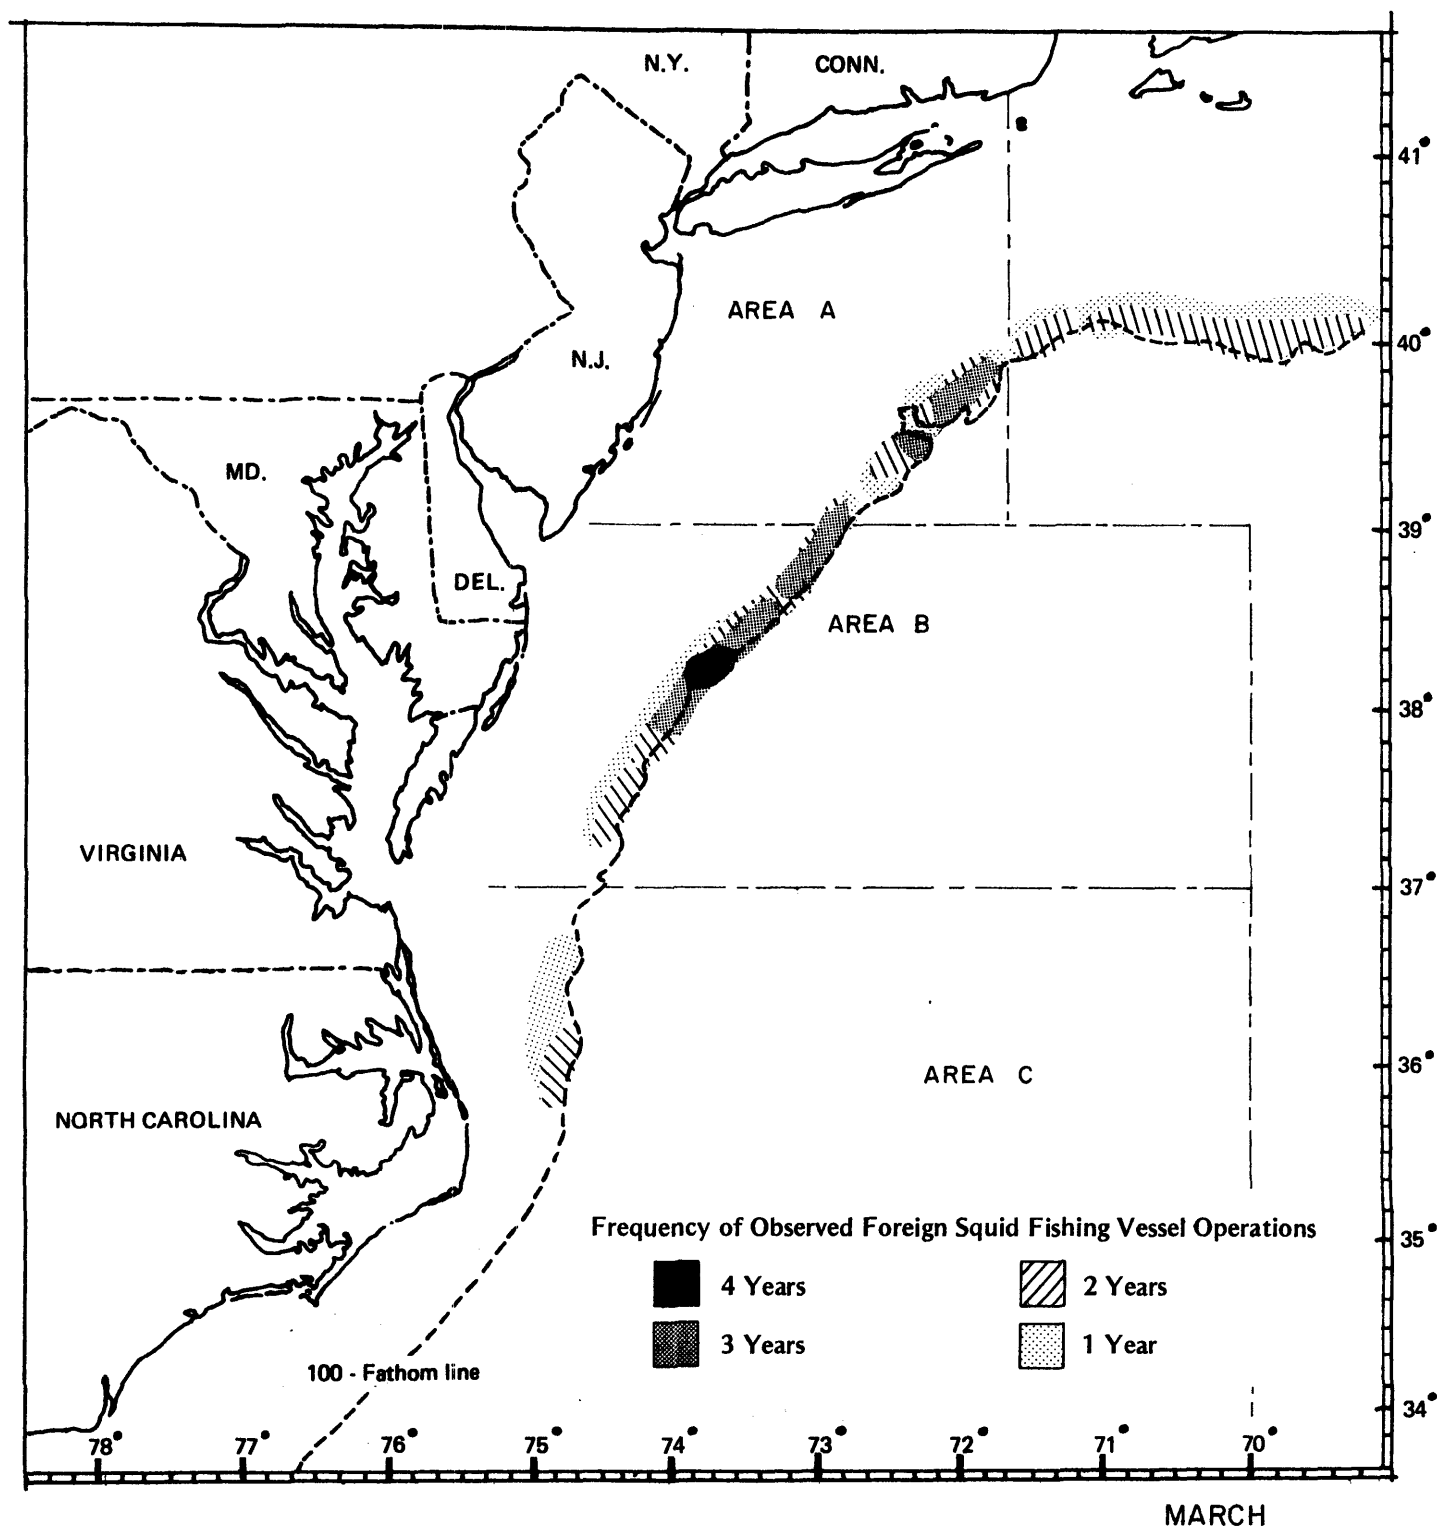 N.Y.
CONN.
41°
AREA A
40°
N.J.
MD.
39°
DEL.
AREA B
38°
VIRGINIA
37°
36°
AREA C
NORTH CAROLINA
Frequency of Observed Foreign Squid Fishing Vessel Operations
35°
4 Years
2 Years
3 Years
1 Year
100 - Fathom line
34°
78° 77° 76° 75° 74° 73° 72° 71° 70°
MARCH